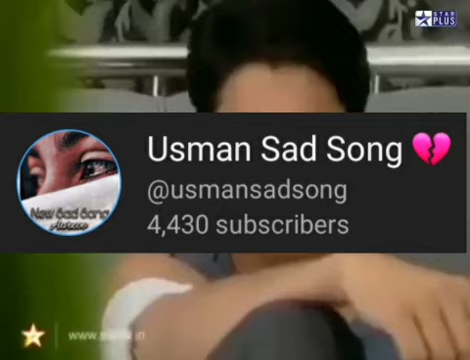 STAR
PLUS
Usman Sad Song 💔
@usmansadsong
4,430 subscribers
New Sad Song